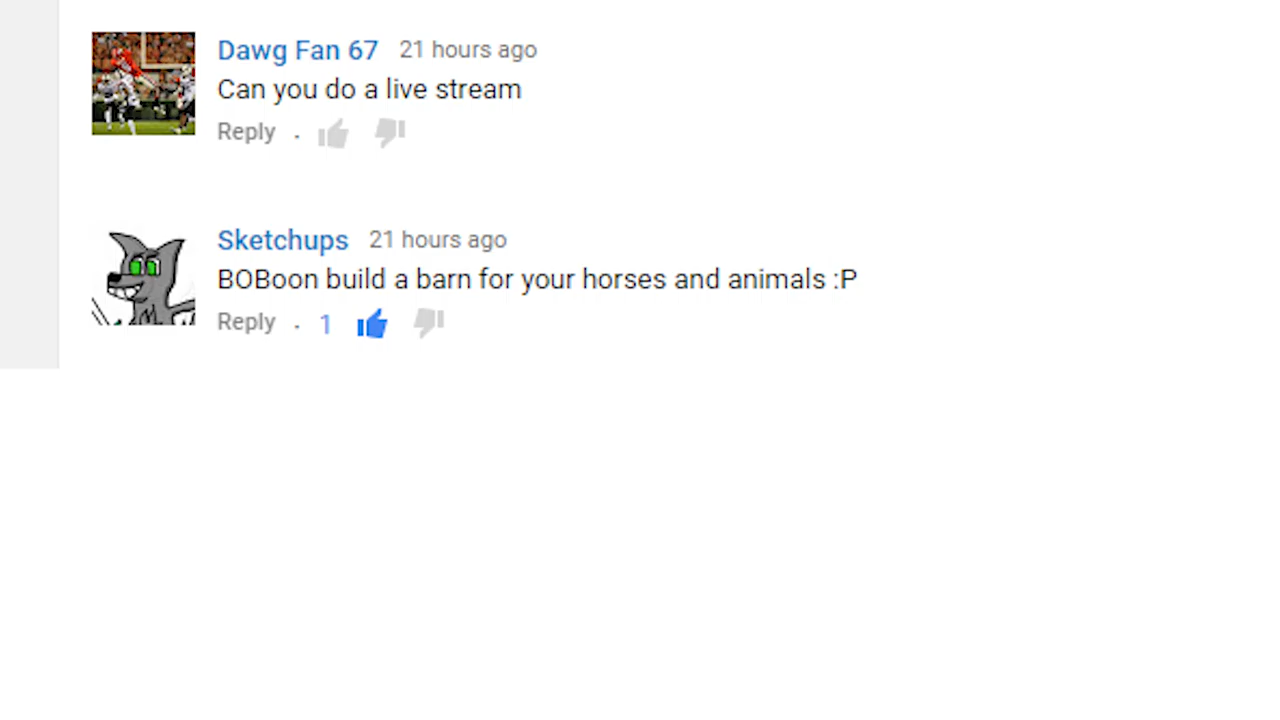 Dawg Fan 67 21 hours ago
Can you do a live stream
Reply .
Sketchups 21 hours ago
BOBoon build a barn for your horses and animals :P
Reply . 1